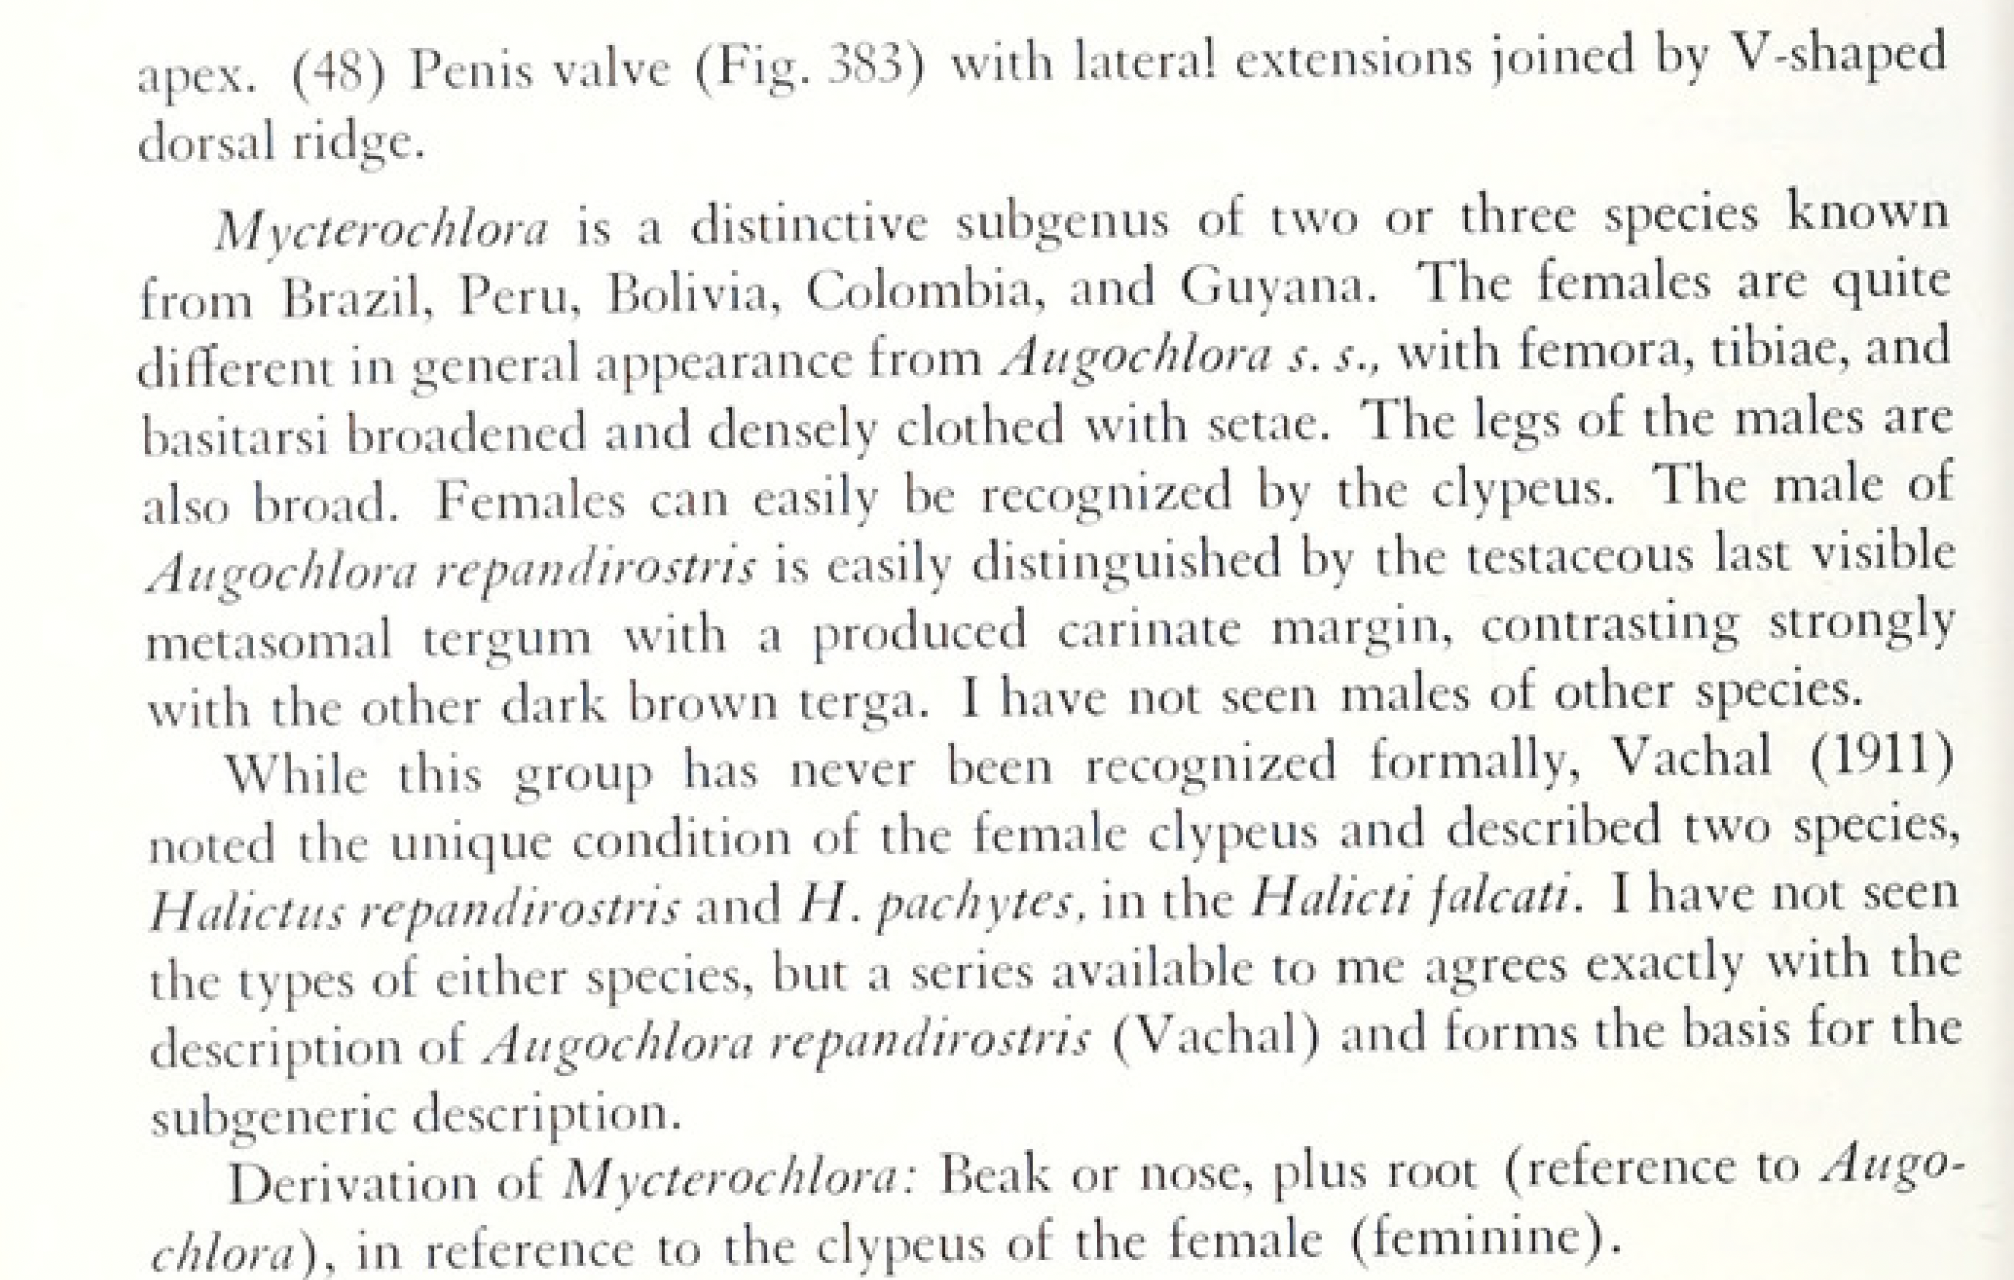 apex. (48) Penis valve (Fig. 383) with lateral extensions joined by V-shaped
dorsal ridge.
Mycterochlora is a distinctive subgenus of two or three species known
from Brazil, Peru, Bolivia, Colombia, and Guyana. The females are quite
different in general appearance from Augochlora s. s., with femora, tibiae, and
basitarsi broadened and densely clothed with setae. The legs of the males are
also broad. Females can easily be recognized by the clypeus. The male of
Augochlora repandirostris is easily distinguished by the testaceous last visible
metasomal tergum with a produced carinate margin, contrasting strongly
with the other dark brown terga. I have not seen males of other species.
While this group has never been recognized formally, Vachal (1911)
noted the unique condition of the female clypeus and described two species,
Halictus repandirostris and H. pachytes, in the Halicti falcati. I have not seen
the types of either species, but a series available to me agrees exactly with the
description of Augochlora repandirostris (Vachal) and forms the basis for the
subgeneric description.
Derivation of Mycterochlora: Beak or nose, plus root (reference to Augo-
chlora), in reference to the clypeus of the female (feminine).